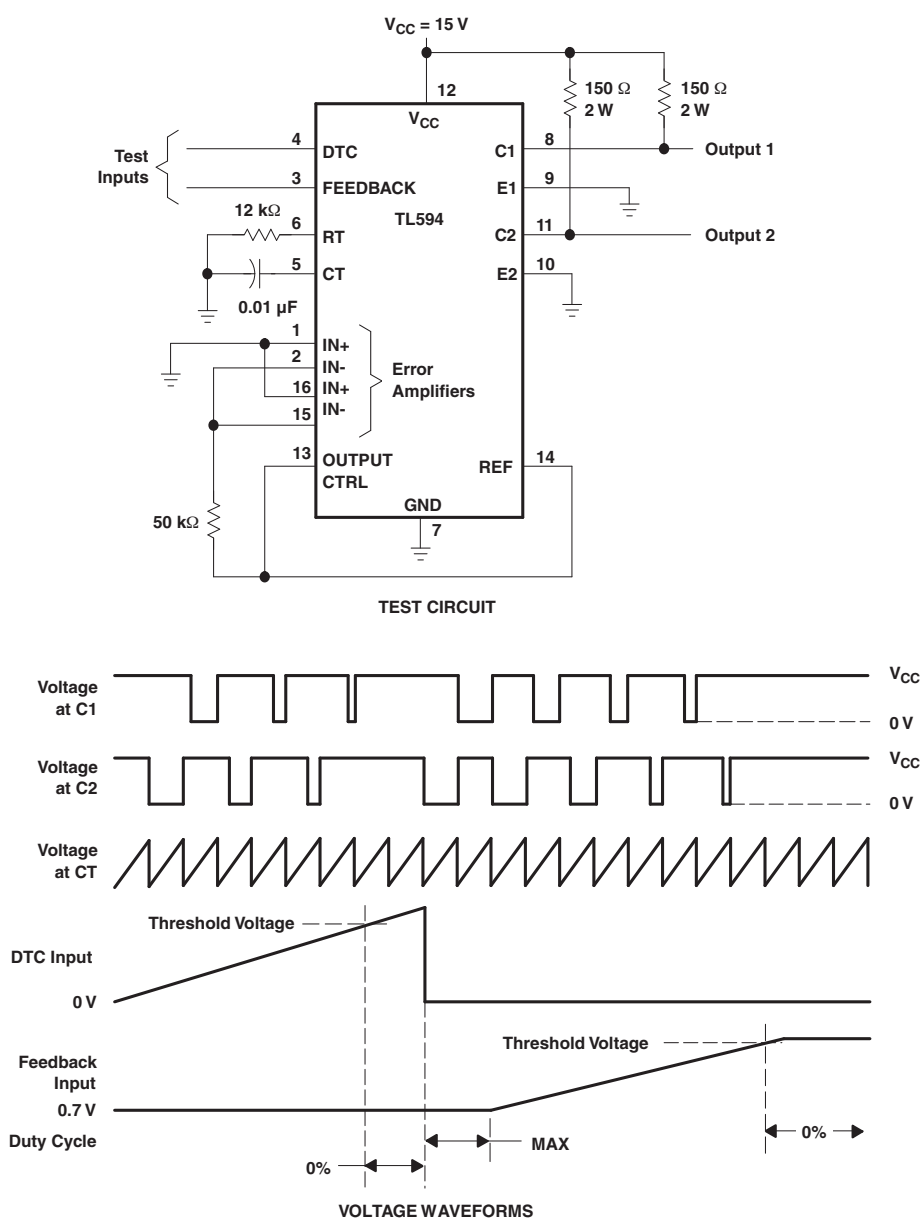 VCC = 15 V
12
VCC
150 Ω
2 W
150 Ω
2 W
Test
Inputs
4
DTC
3
FEEDBACK
TL594
12 kΩ
6
RT
5
CT
0.01 µF
1
IN+
2
IN-
16
IN+
15
IN-
Error
Amplifiers
13
OUTPUT
CTRL
50 kΩ
GND
7
C1
8
Output 1
E1
9
C2
11
Output 2
E2
10
REF
14
TEST CIRCUIT
Voltage
at C1
VCC
0 V
Voltage
at C2
VCC
0 V
Voltage
at CT
Threshold Voltage
DTC Input
0 V
Threshold Voltage
Feedback
Input
0.7 V
Duty Cycle
0%
MAX
0%
VOLTAGE WAVEFORMS